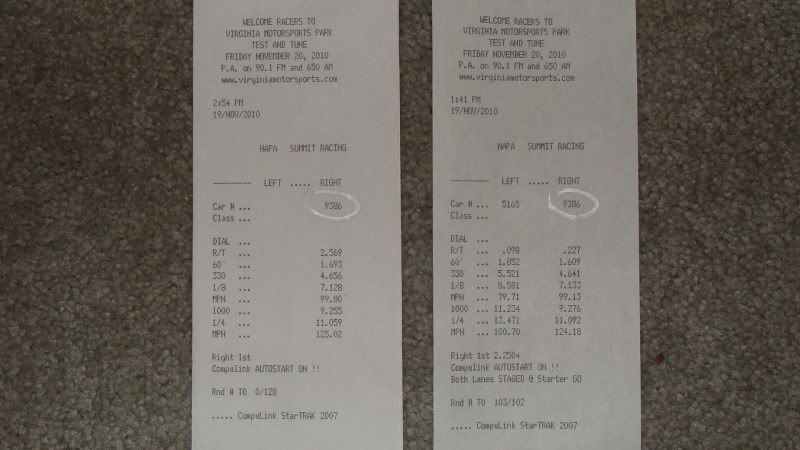 WELCOME RACERS TO
VIRGINIA MOTORSPORTS PARK
TEST AND TUNE
FRIDAY NOVEMBER 20, 2010
P.A. on 90.1 FM and 650 AM
www.virginiamotorsports.com
2:54 PM
19/NOV/2010
NAPA SUMMIT RACING
---------- LEFT ..... RIGHT
Car # ... 9386
Class ...
DIAL ...
R/T ... 2.569
60' ... 1.693
330 ... 4.656
1/8 ... 7.128
MPH ... 99.80
1000 ... 9.255
1/4 ... 11.059
MPH ... 125.02
Right 1st
Compulink AUTOSTART ON !!
Rnd # TO 0/128
..... CompuLink StarTRAK 2007
WELCOME RACERS TO
VIRGINIA MOTORSPORTS PARK
TEST AND TUNE
FRIDAY NOVEMBER 20, 2010
P.A. on 90.1 FM and 650 AM
www.virginiamotorsports.com
1:41 PM
19/NOV/2010
NAPA SUMMIT RACING
---------- LEFT ..... RIGHT
Car # ... 5165 9386
Class ...
DIAL ...
R/T ... .098 .227
60' ... 1.852 1.609
330 ... 5.521 4.641
1/8 ... 8.581 7.133
MPH ... 79.71 99.13
1000 ... 11.234 9.276
1/4 ... 13.471 11.092
MPH ... 100.70 124.18
Right 1st 2.2504
Compulink AUTOSTART ON !!
Both Lanes STAGED @ Starter GO
Rnd # TO 103/102
..... CompuLink StarTRAK 2007